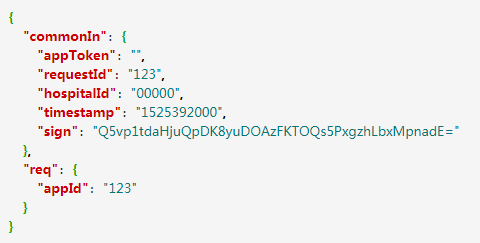 {
"commonIn": {
"appToken": "",
"requestId": "123",
"hospitalId": "00000",
"timestamp": "1525392000",
"sign": "Q5vp1tdaHjuQpDK8yuDOAzFKTOQs5PxgzhLbxMpnadE="
},
"req": {
"appId": "123"
}
}